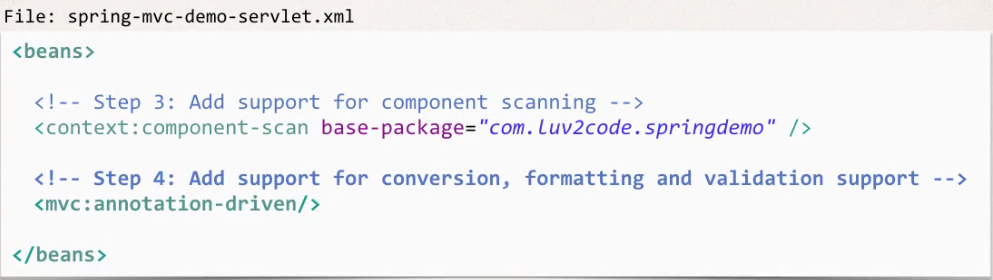 File: spring-mvc-demo-servlet.xml
<beans>
<!-- Step 3: Add support for component scanning -->
<context:component-scan base-package="com.luv2code.springdemo" />
<!-- Step 4: Add support for conversion, formatting and validation support -->
<mvc:annotation-driven/>
</beans>